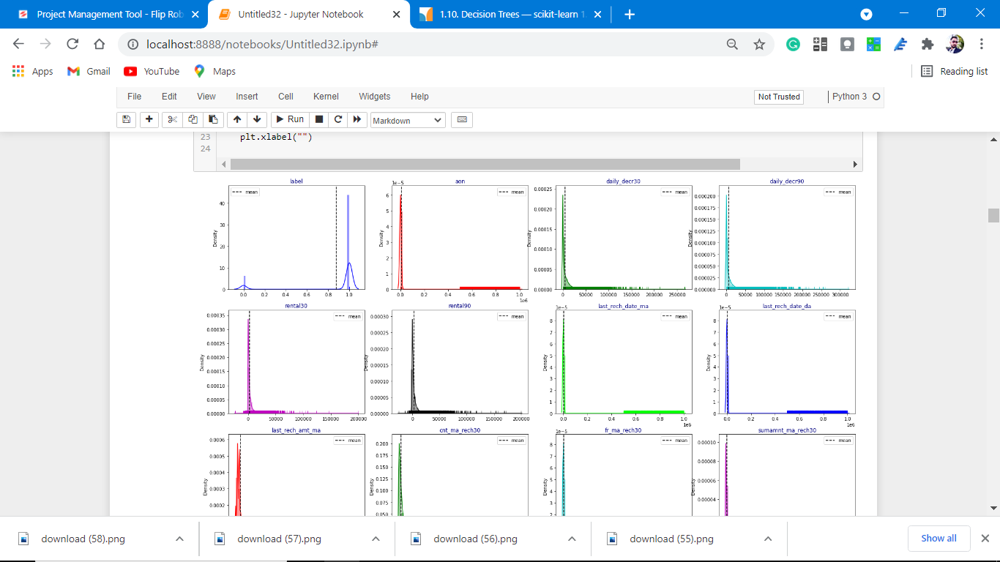 Project Management Tool - Flip Rob
Untitled32 - Jupyter Notebook
1.10. Decision Trees — scikit-learn 1.
localhost:8888/notebooks/Untitled32.ipynb#
Apps Gmail YouTube Maps Reading list
File Edit View Insert Cell Kernel Widgets Help Not Trusted Python 3
Run Markdown
23 plt.xlabel("")
24
label aon daily_decr30 daily_decr90
mean mean mean mean
Density Density Density Density
40 30 20 10 0
0.0 0.2 0.4 0.6 0.8 1.0
1e−5
6 5 4 3 2 1 0
0.0 0.2 0.4 0.6 0.8 1.0
1e6
0.00025 0.00020 0.00015 0.00010 0.00005 0.00000
0 50000 100000 150000 200000 250000
0.000200 0.000175 0.000150 0.000125 0.000100 0.000075 0.000050 0.000025 0.000000
0 50000 100000 150000 200000 250000 300000
rental30 rental90 last_rech_date_ma last_rech_date_da
mean mean mean mean
Density Density Density Density
0.00035 0.00030 0.00025 0.00020 0.00015 0.00010 0.00005 0.00000
0 50000 100000 150000 200000
0.00030 0.00025 0.00020 0.00015 0.00010 0.00005 0.00000
0 50000 100000 150000 200000
1e−5
8 7 6 5 4 3 2 1 0
0.0 0.2 0.4 0.6 0.8 1.0
1e6
1e−5
8 7 6 5 4 3 2 1 0
0.0 0.2 0.4 0.6 0.8 1.0
1e6
last_rech_amt_ma cnt_ma_rech30 fr_ma_rech30 sumamnt_ma_rech30
mean mean mean mean
Density Density Density Density
0.0006 0.0005 0.0004 0.0003 0.0002
0.200 0.175 0.150 0.125 0.100 0.075 0.050
1e−5
8 7 6 5 4 3 2
0.00010 0.00008 0.00006 0.00004
download (58).png download (57).png download (56).png download (55).png Show all